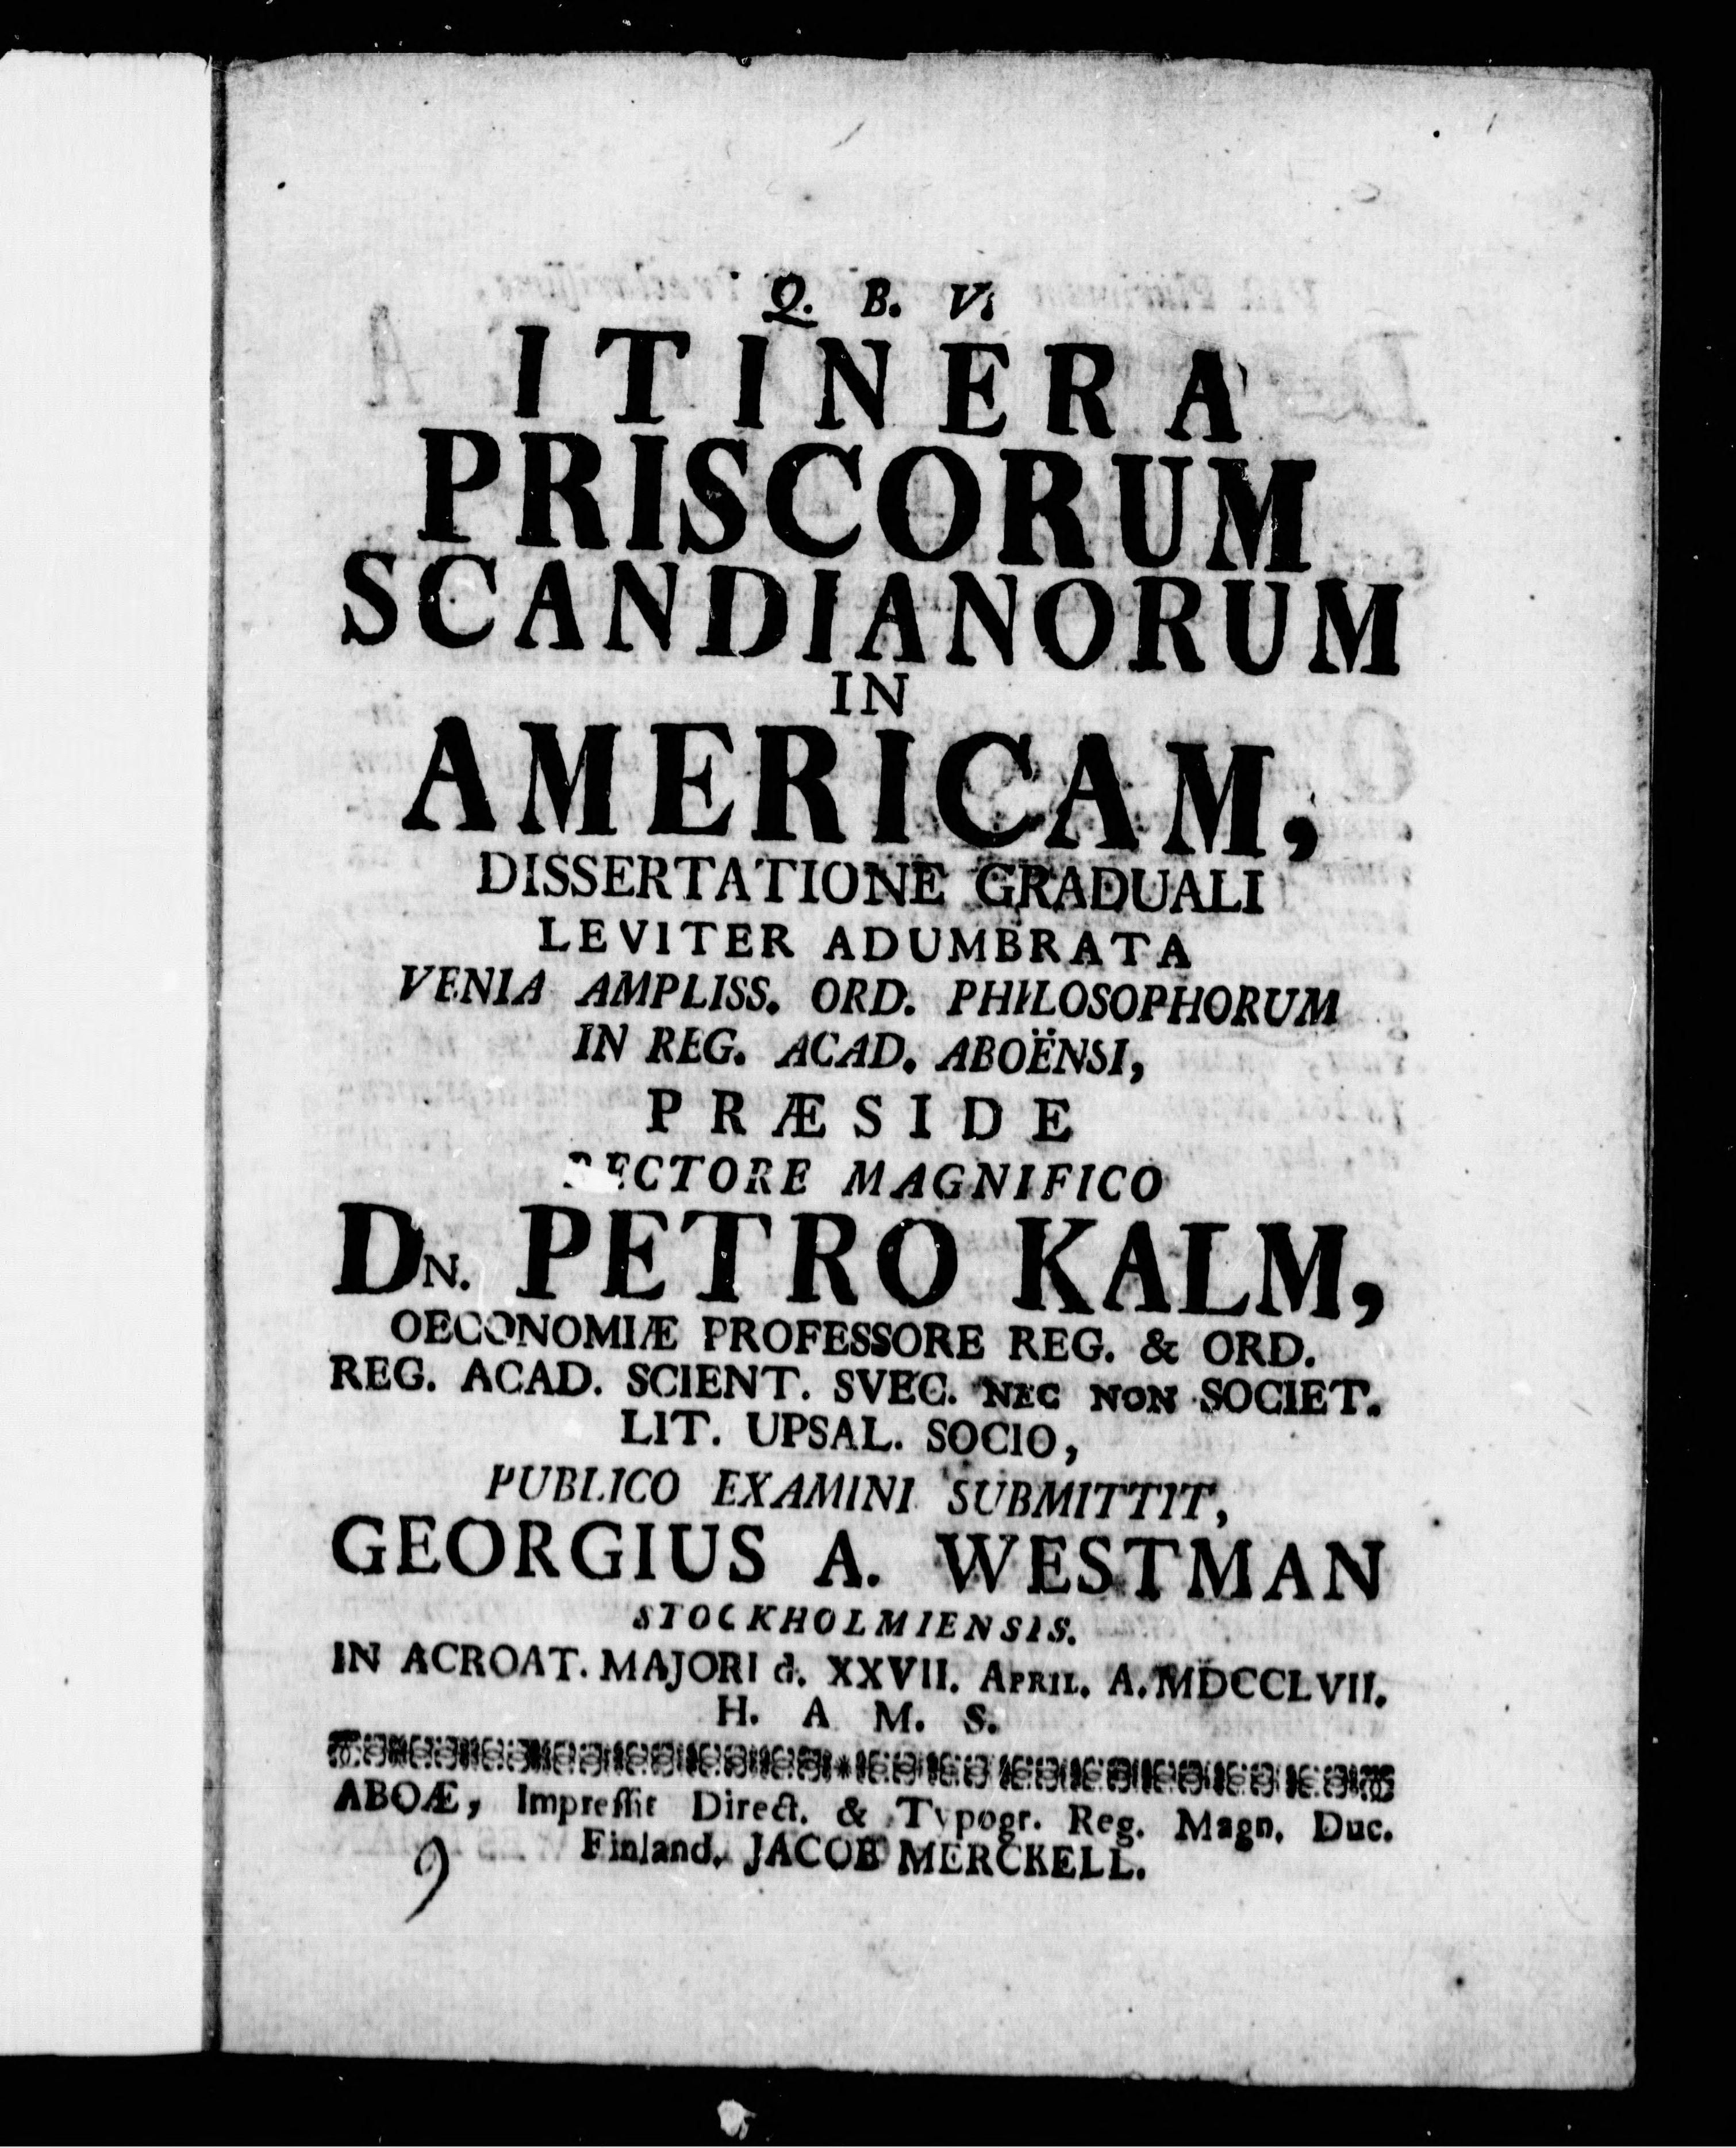 Q. B. V.
ITINERA
PRISCORUM
SCANDIANORUM
IN
AMERICAM,
DISSERTATIONE GRADUALI
LEVITER ADUMBRATA
VENIA AMPLISS. ORD. PHILOSOPHORUM
IN REG. ACAD. ABOËNSI,
PRÆSIDE
RECTORE MAGNIFICO
DN. PETRO KALM,
OECONOMIÆ PROFESSORE REG. & ORD.
REG. ACAD. SCIENT. SVEC. NEC NON SOCIET.
LIT. UPSAL. SOCIO,
PUBLICO EXAMINI SUBMITTIT,
GEORGIUS A. WESTMAN
STOCKHOLMIENSIS.
IN ACROAT. MAJORI d. XXVII. APRIL. A. MDCCLVII.
H. A M. S.
ABOÆ, Impressit Direct. & Typogr. Reg. Magn. Duc.
Finland, JACOB MERCKELL.